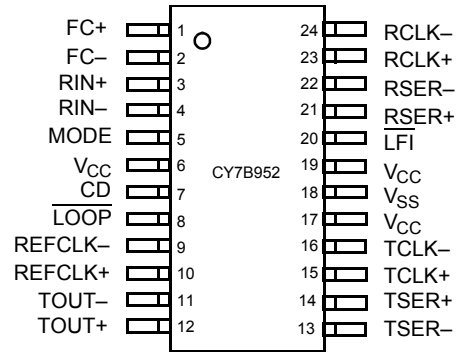 FC+ 1 24 RCLK–
FC– 2 23 RCLK+
RIN+ 3 22 RSER–
RIN– 4 21 RSER+
MODE 5 20 LFI
VCC 6 CY7B952 19 VCC
CD 7 18 VSS
LOOP 8 17 VCC
REFCLK– 9 16 TCLK–
REFCLK+ 10 15 TCLK+
TOUT– 11 14 TSER+
TOUT+ 12 13 TSER–